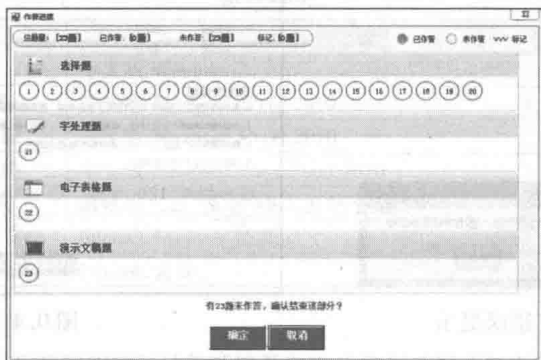 作答进度
总题量: [23题] 已作答: [0题] 未作答: [23题] 标记: [0题] 已作答 未作答 标记
选择题
1 2 3 4 5 6 7 8 9 10 11 12 13 14 15 16 17 18 19 20
字处理题
21
电子表格题
22
演示文稿题
23
有23题未作答，确认结束该部分？
确定 取消